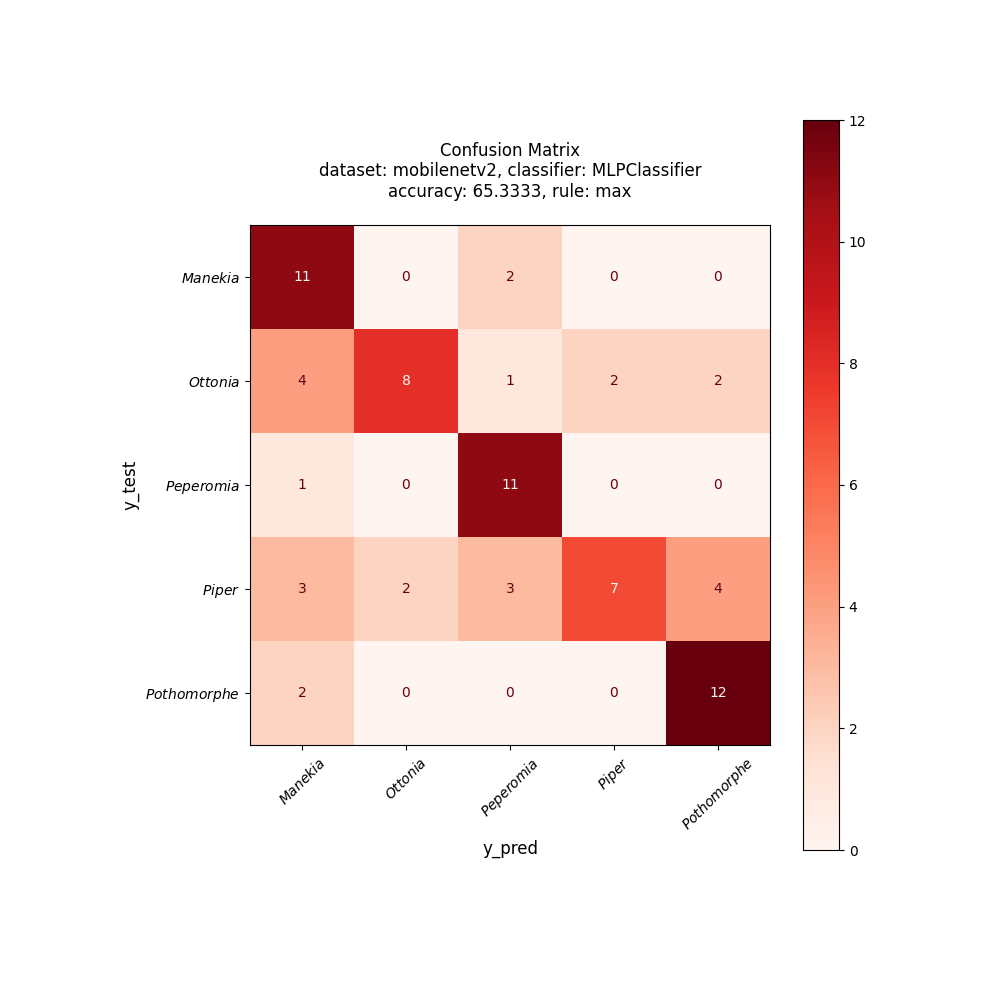 Confusion Matrix
dataset: mobilenetv2, classifier: MLPClassifier
accuracy: 65.3333, rule: max
y_test
Manekia 11 0 2 0 0
Ottonia 4 8 1 2 2
Peperomia 1 0 11 0 0
Piper 3 2 3 7 4
Pothomorphe 2 0 0 0 12
Manekia Ottonia Peperomia Piper Pothomorphe
y_pred
12
10
8
6
4
2
0